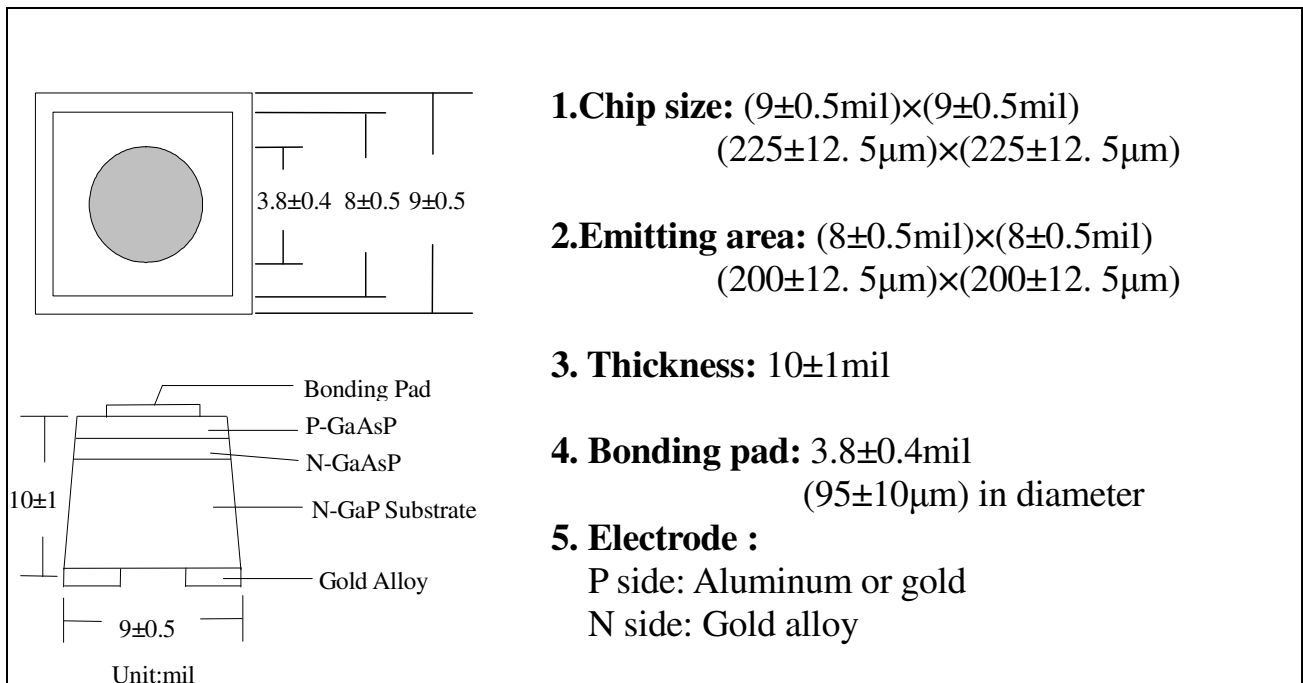 3.8±0.4 8±0.5 9±0.5
Bonding Pad
P-GaAsP
N-GaAsP
10±1
N-GaP Substrate
Gold Alloy
9±0.5
Unit:mil
1.Chip size: (9±0.5mil)×(9±0.5mil)
(225±12. 5μm)×(225±12. 5μm)
2.Emitting area: (8±0.5mil)×(8±0.5mil)
(200±12. 5μm)×(200±12. 5μm)
3. Thickness: 10±1mil
4. Bonding pad: 3.8±0.4mil
(95±10μm) in diameter
5. Electrode :
P side: Aluminum or gold
N side: Gold alloy